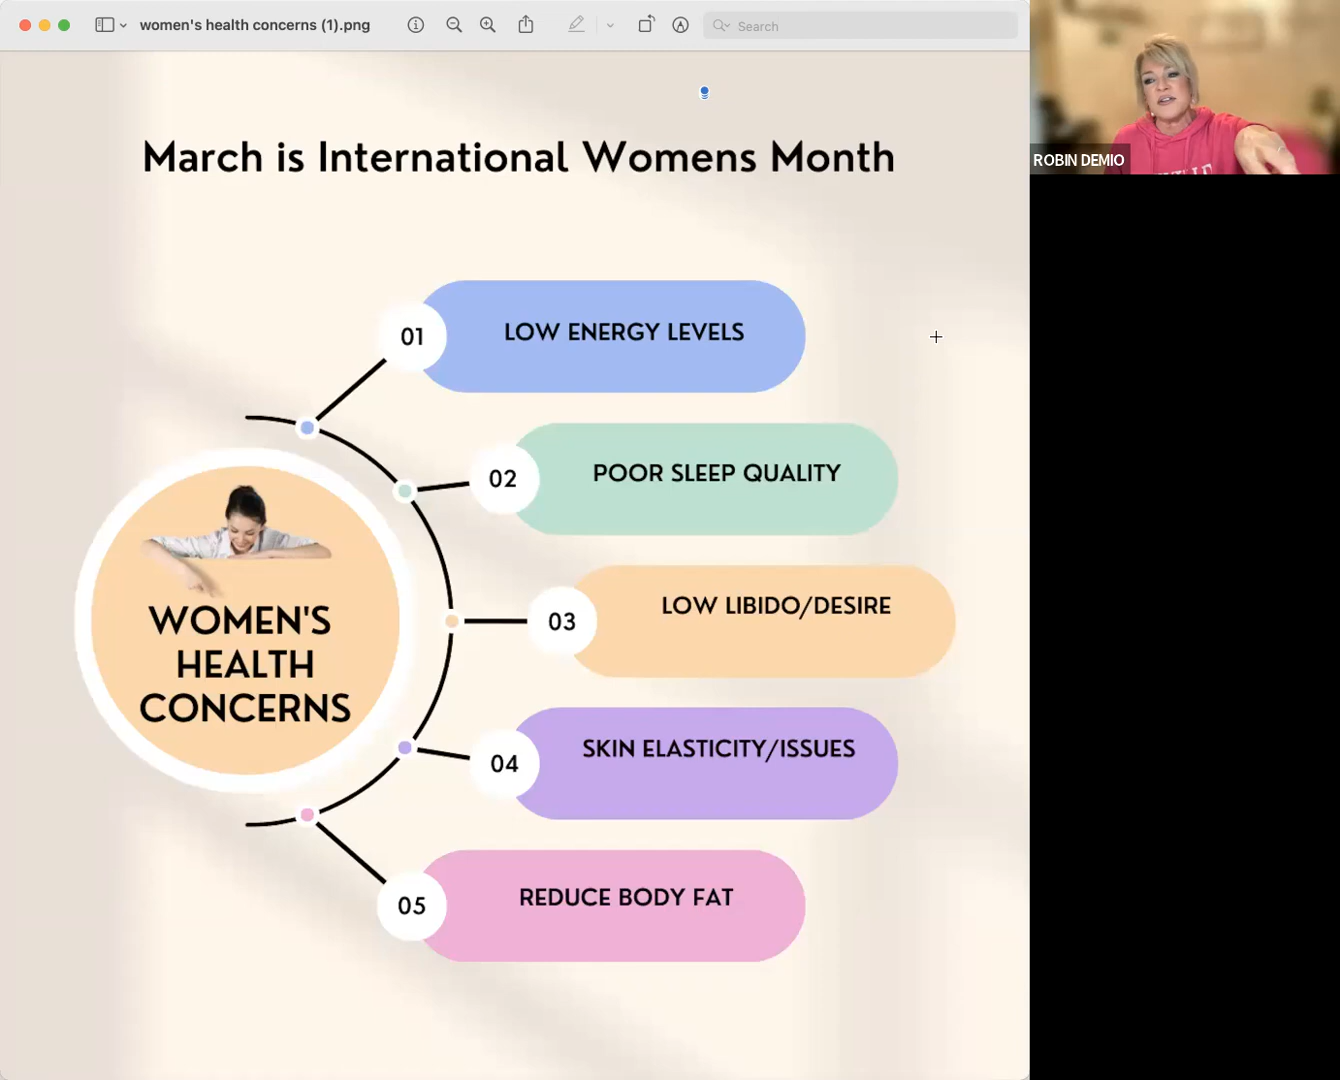 women's health concerns (1).png
Search
ROBIN DEMIO
March is International Womens Month
01
LOW ENERGY LEVELS
02
POOR SLEEP QUALITY
03
LOW LIBIDO/DESIRE
04
SKIN ELASTICITY/ISSUES
05
REDUCE BODY FAT
WOMEN'S
HEALTH
CONCERNS